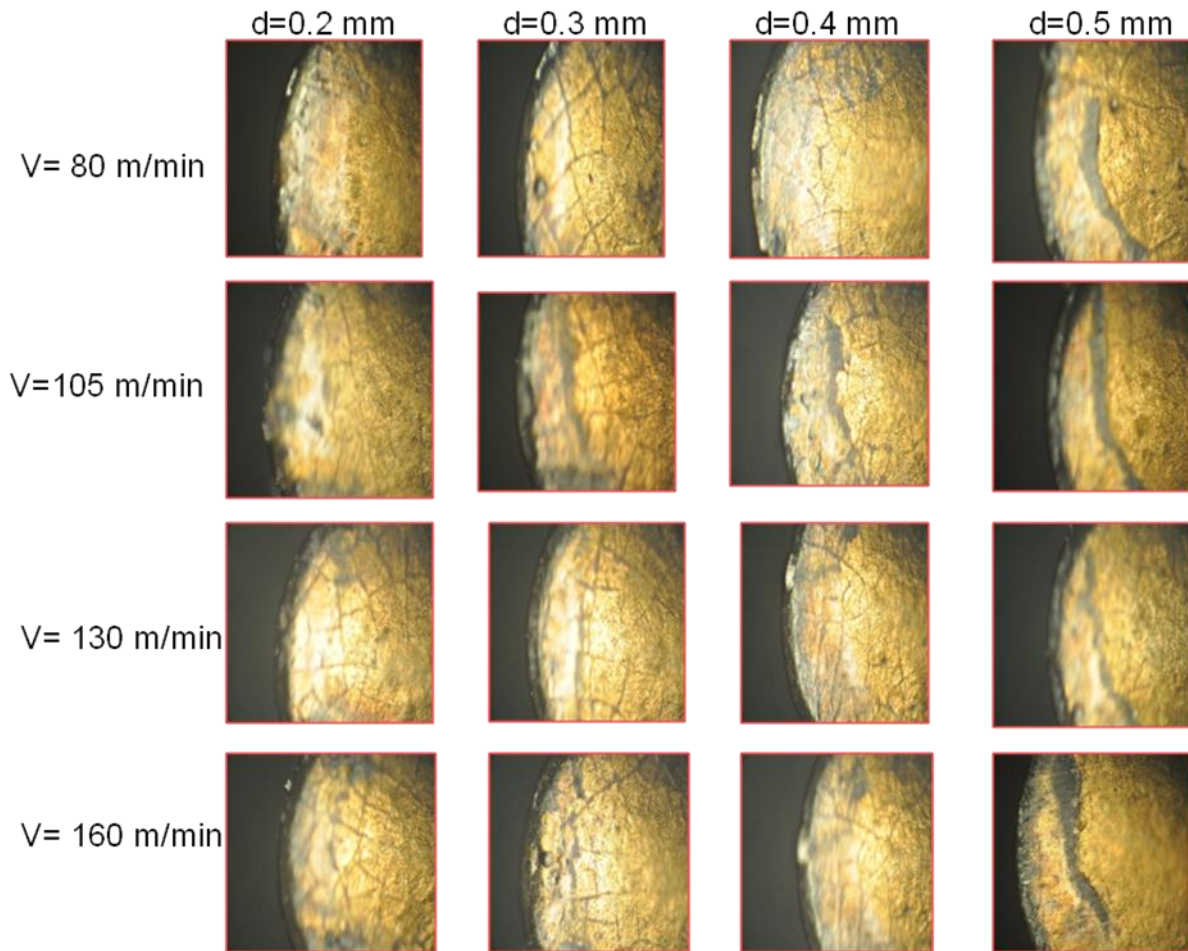 d=0.2 mm d=0.3 mm d=0.4 mm d=0.5 mm
V= 80 m/min
V=105 m/min
V= 130 m/min
V= 160 m/min